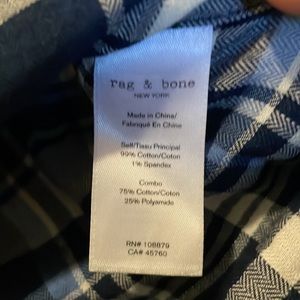 rag & bone
NEW YORK
Made in China/
Fabriqué En Chine
Self/Tissu Principal
99% Cotton/Coton
1% Spandex
Combo
75% Cotton/Coton
25% Polyamide
RN# 108879
CA# 45760